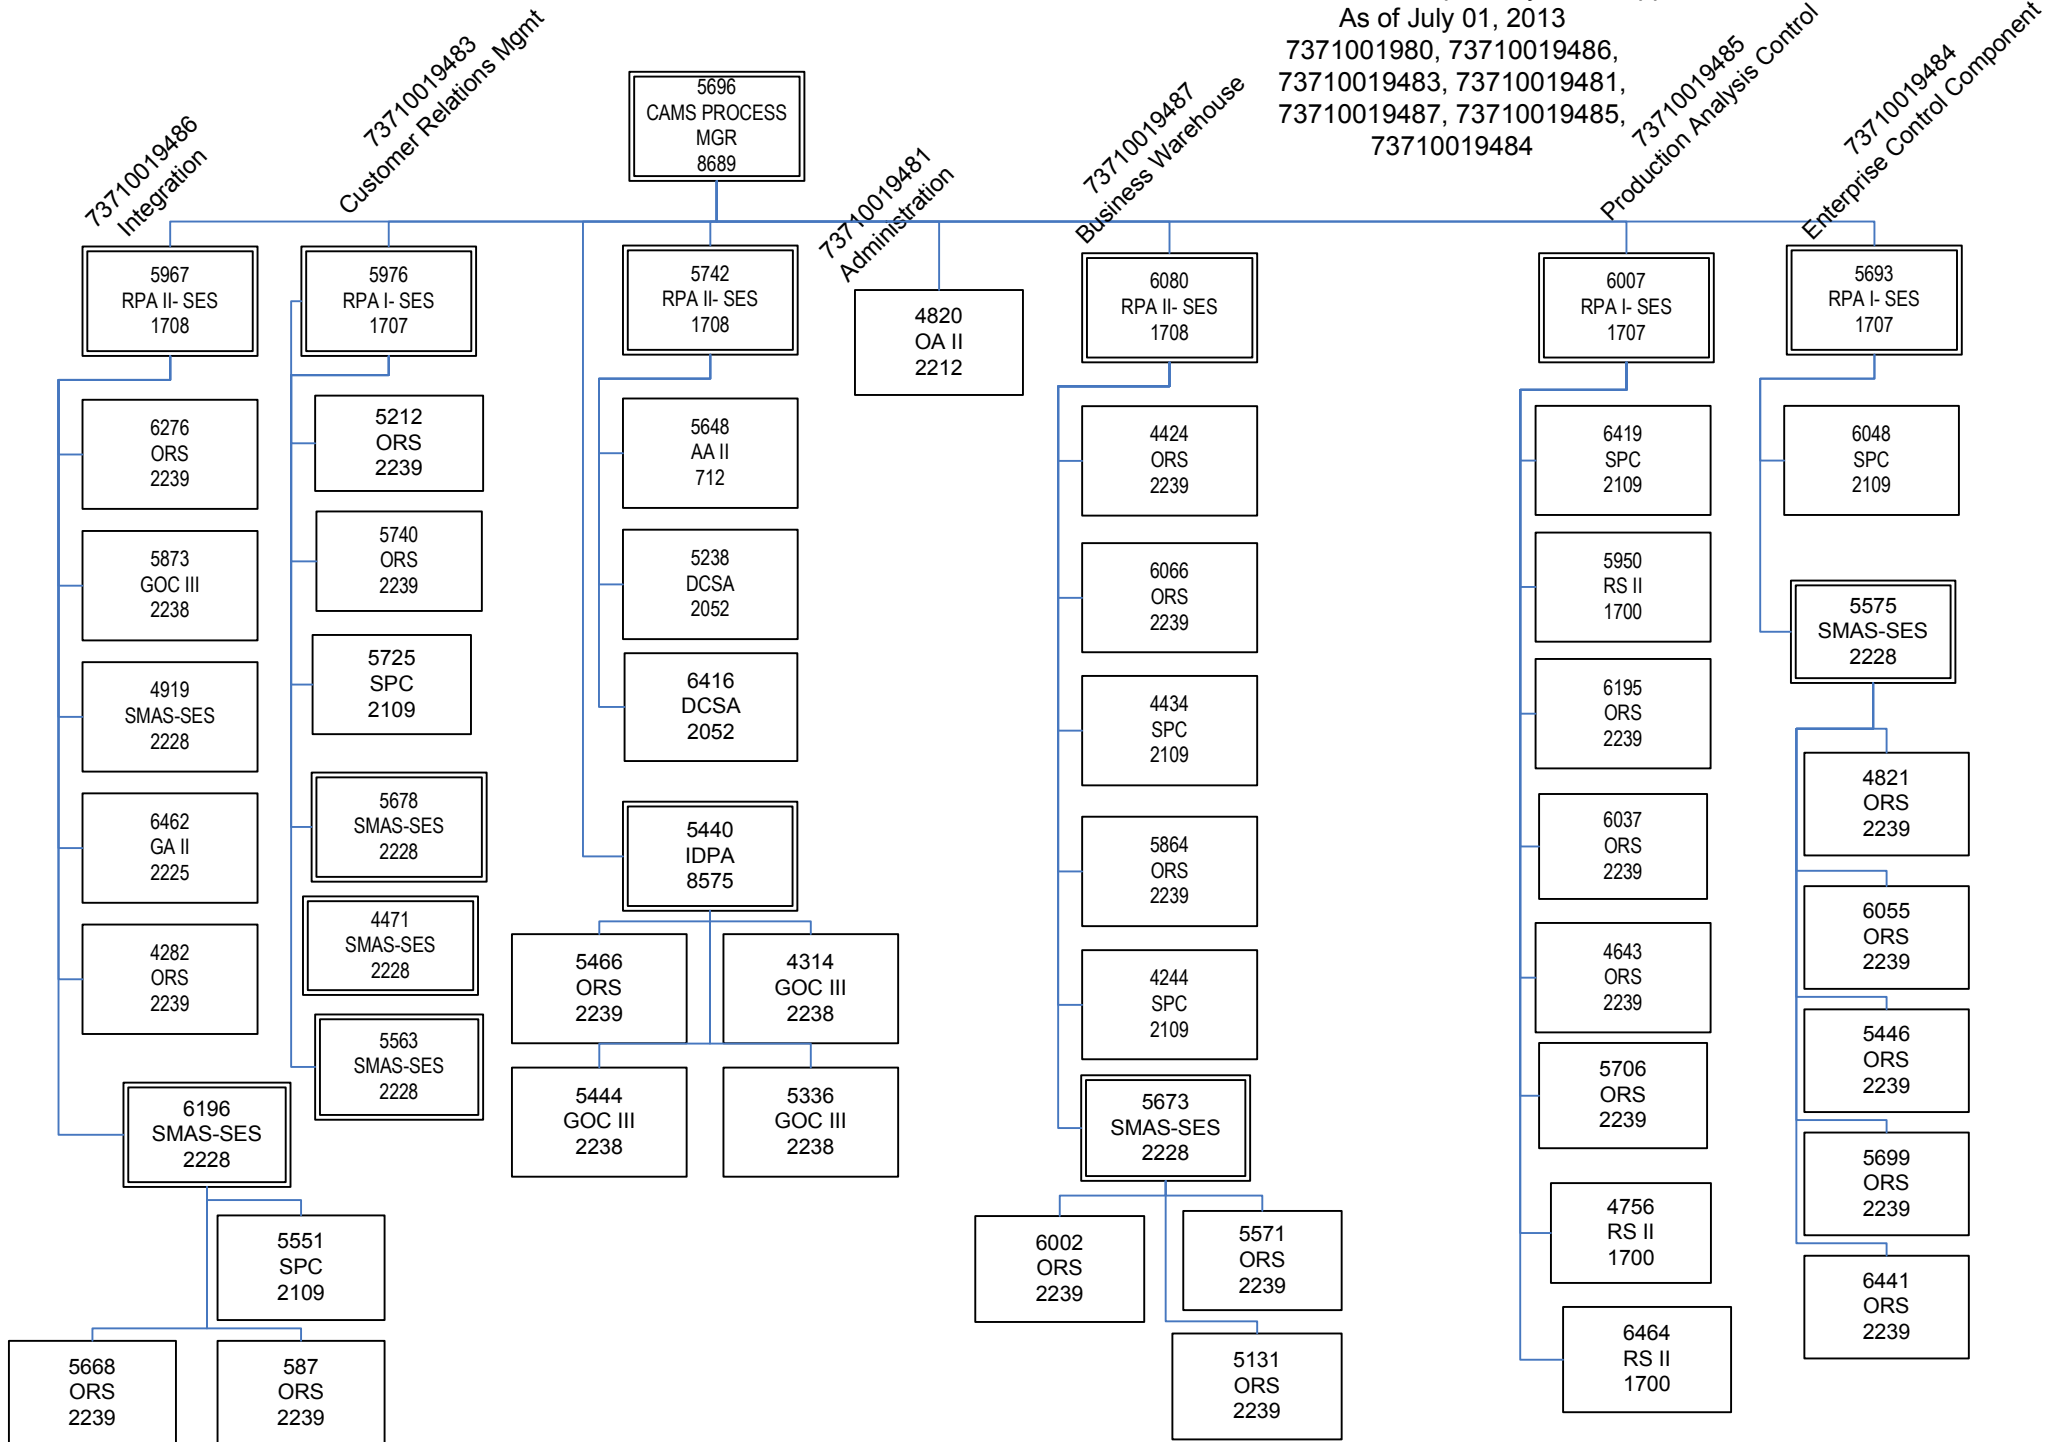 As of July 01, 2013
7371001980, 73710019486,
73710019483, 73710019481,
73710019487, 73710019485,
73710019484
73710019486
Integration
73710019483
Customer Relations Mgmt
5696
CAMS PROCESS
MGR
8689
73710019481
Administration
73710019487
Business Warehouse
73710019485
Production Analysis Control
73710019484
Enterprise Control Component
5967
RPA II- SES
1708
6276
ORS
2239
5873
GOC III
2238
4919
SMAS-SES
2228
6462
GA II
2225
4282
ORS
2239
6196
SMAS-SES
2228
5551
SPC
2109
5668
ORS
2239
587
ORS
2239
5976
RPA I- SES
1707
5212
ORS
2239
5740
ORS
2239
5725
SPC
2109
5678
SMAS-SES
2228
4471
SMAS-SES
2228
5563
SMAS-SES
2228
5742
RPA II- SES
1708
5648
AA II
712
5238
DCSA
2052
6416
DCSA
2052
5440
IDPA
8575
5466
ORS
2239
4314
GOC III
2238
5444
GOC III
2238
5336
GOC III
2238
4820
OA II
2212
6080
RPA II- SES
1708
4424
ORS
2239
6066
ORS
2239
4434
SPC
2109
5864
ORS
2239
4244
SPC
2109
5673
SMAS-SES
2228
6002
ORS
2239
5571
ORS
2239
5131
ORS
2239
6007
RPA I- SES
1707
6419
SPC
2109
5950
RS II
1700
6195
ORS
2239
6037
ORS
2239
4643
ORS
2239
5706
ORS
2239
4756
RS II
1700
6464
RS II
1700
5693
RPA I- SES
1707
6048
SPC
2109
5575
SMAS-SES
2228
4821
ORS
2239
6055
ORS
2239
5446
ORS
2239
5699
ORS
2239
6441
ORS
2239